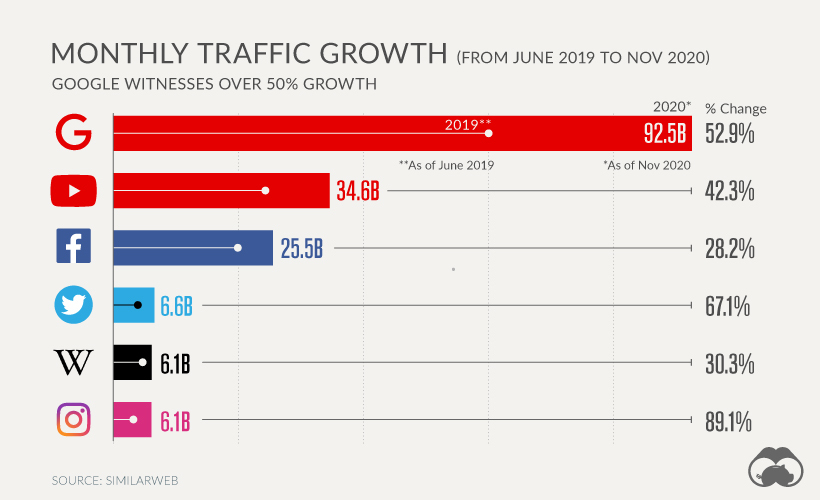 MONTHLY TRAFFIC GROWTH (FROM JUNE 2019 TO NOV 2020)
GOOGLE WITNESSES OVER 50% GROWTH
2020* % Change
2019** 92.5B 52.9%
**As of June 2019 *As of Nov 2020
34.6B 42.3%
25.5B 28.2%
6.6B 67.1%
W 6.1B 30.3%
6.1B 89.1%
SOURCE: SIMILARWEB